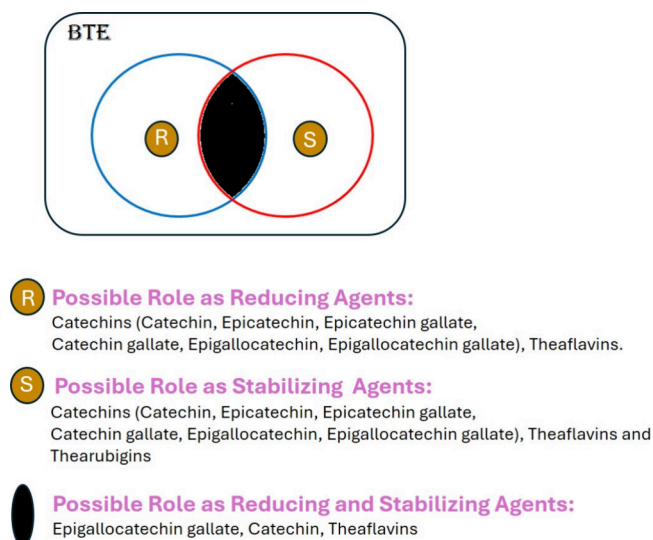 BTE
R
S
R Possible Role as Reducing Agents:
Catechins (Catechin, Epicatechin, Epicatechin gallate,
Catechin gallate, Epigallocatechin, Epigallocatechin gallate), Theaflavins.
S Possible Role as Stabilizing Agents:
Catechins (Catechin, Epicatechin, Epicatechin gallate,
Catechin gallate, Epigallocatechin, Epigallocatechin gallate), Theaflavins and
Thearubigins
Possible Role as Reducing and Stabilizing Agents:
Epigallocatechin gallate, Catechin, Theaflavins